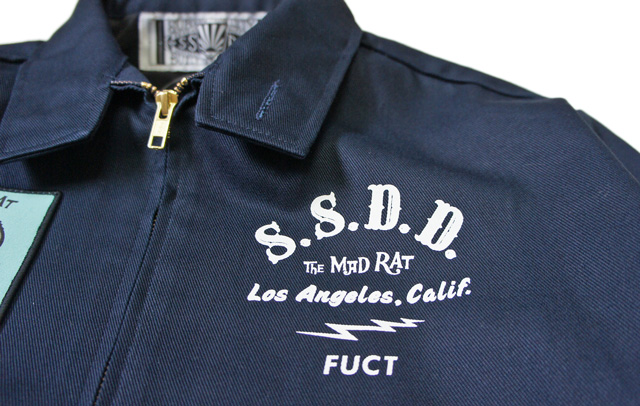 S.S.D.D.
The MAD RAT
Los Angeles, Calif.
FUCT